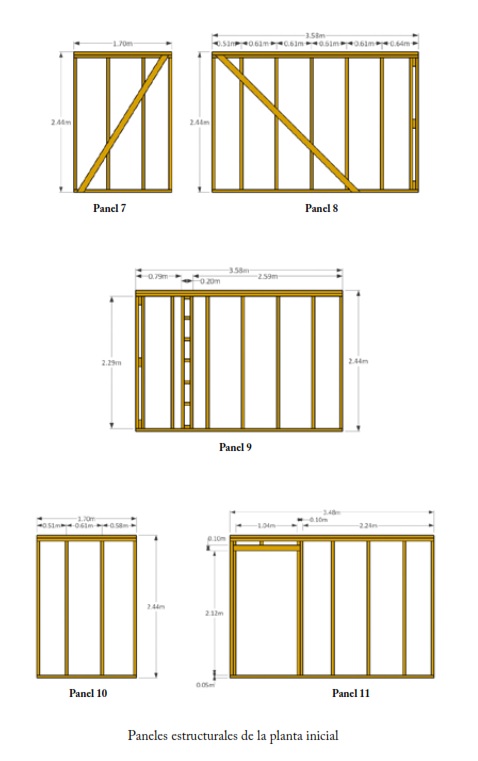 1.70m
3.58m
0.53m 0.61m 0.61m 0.61m 0.61m 0.64m
2.44m
2.44m
Panel 7
Panel 8
3.58m
0.79m
2.59m
0.20m
2.29m
2.44m
Panel 9
1.70m
0.51m 0.61m 0.58m
2.44m
3.48m
0.10m
1.04m
2.24m
0.10m
2.32m
0.05m
Panel 10
Panel 11
Paneles estructurales de la planta inicial